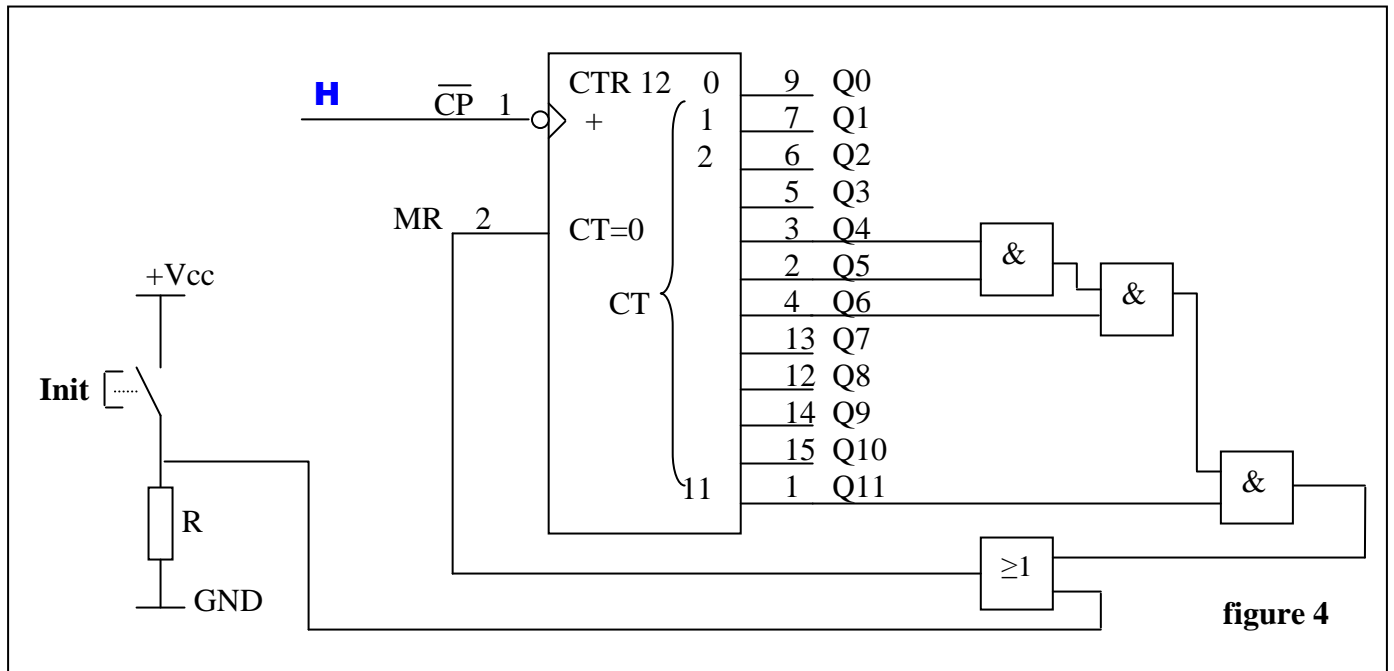 H
CP 1
CTR 12 0
+
1
2
9 Q0
7 Q1
6 Q2
5 Q3
3 Q4
2 Q5
4 Q6
13 Q7
12 Q8
14 Q9
15 Q10
11
1 Q11
MR 2
CT=0
CT
&
&
&
≥1
+Vcc
Init
R
GND
figure 4